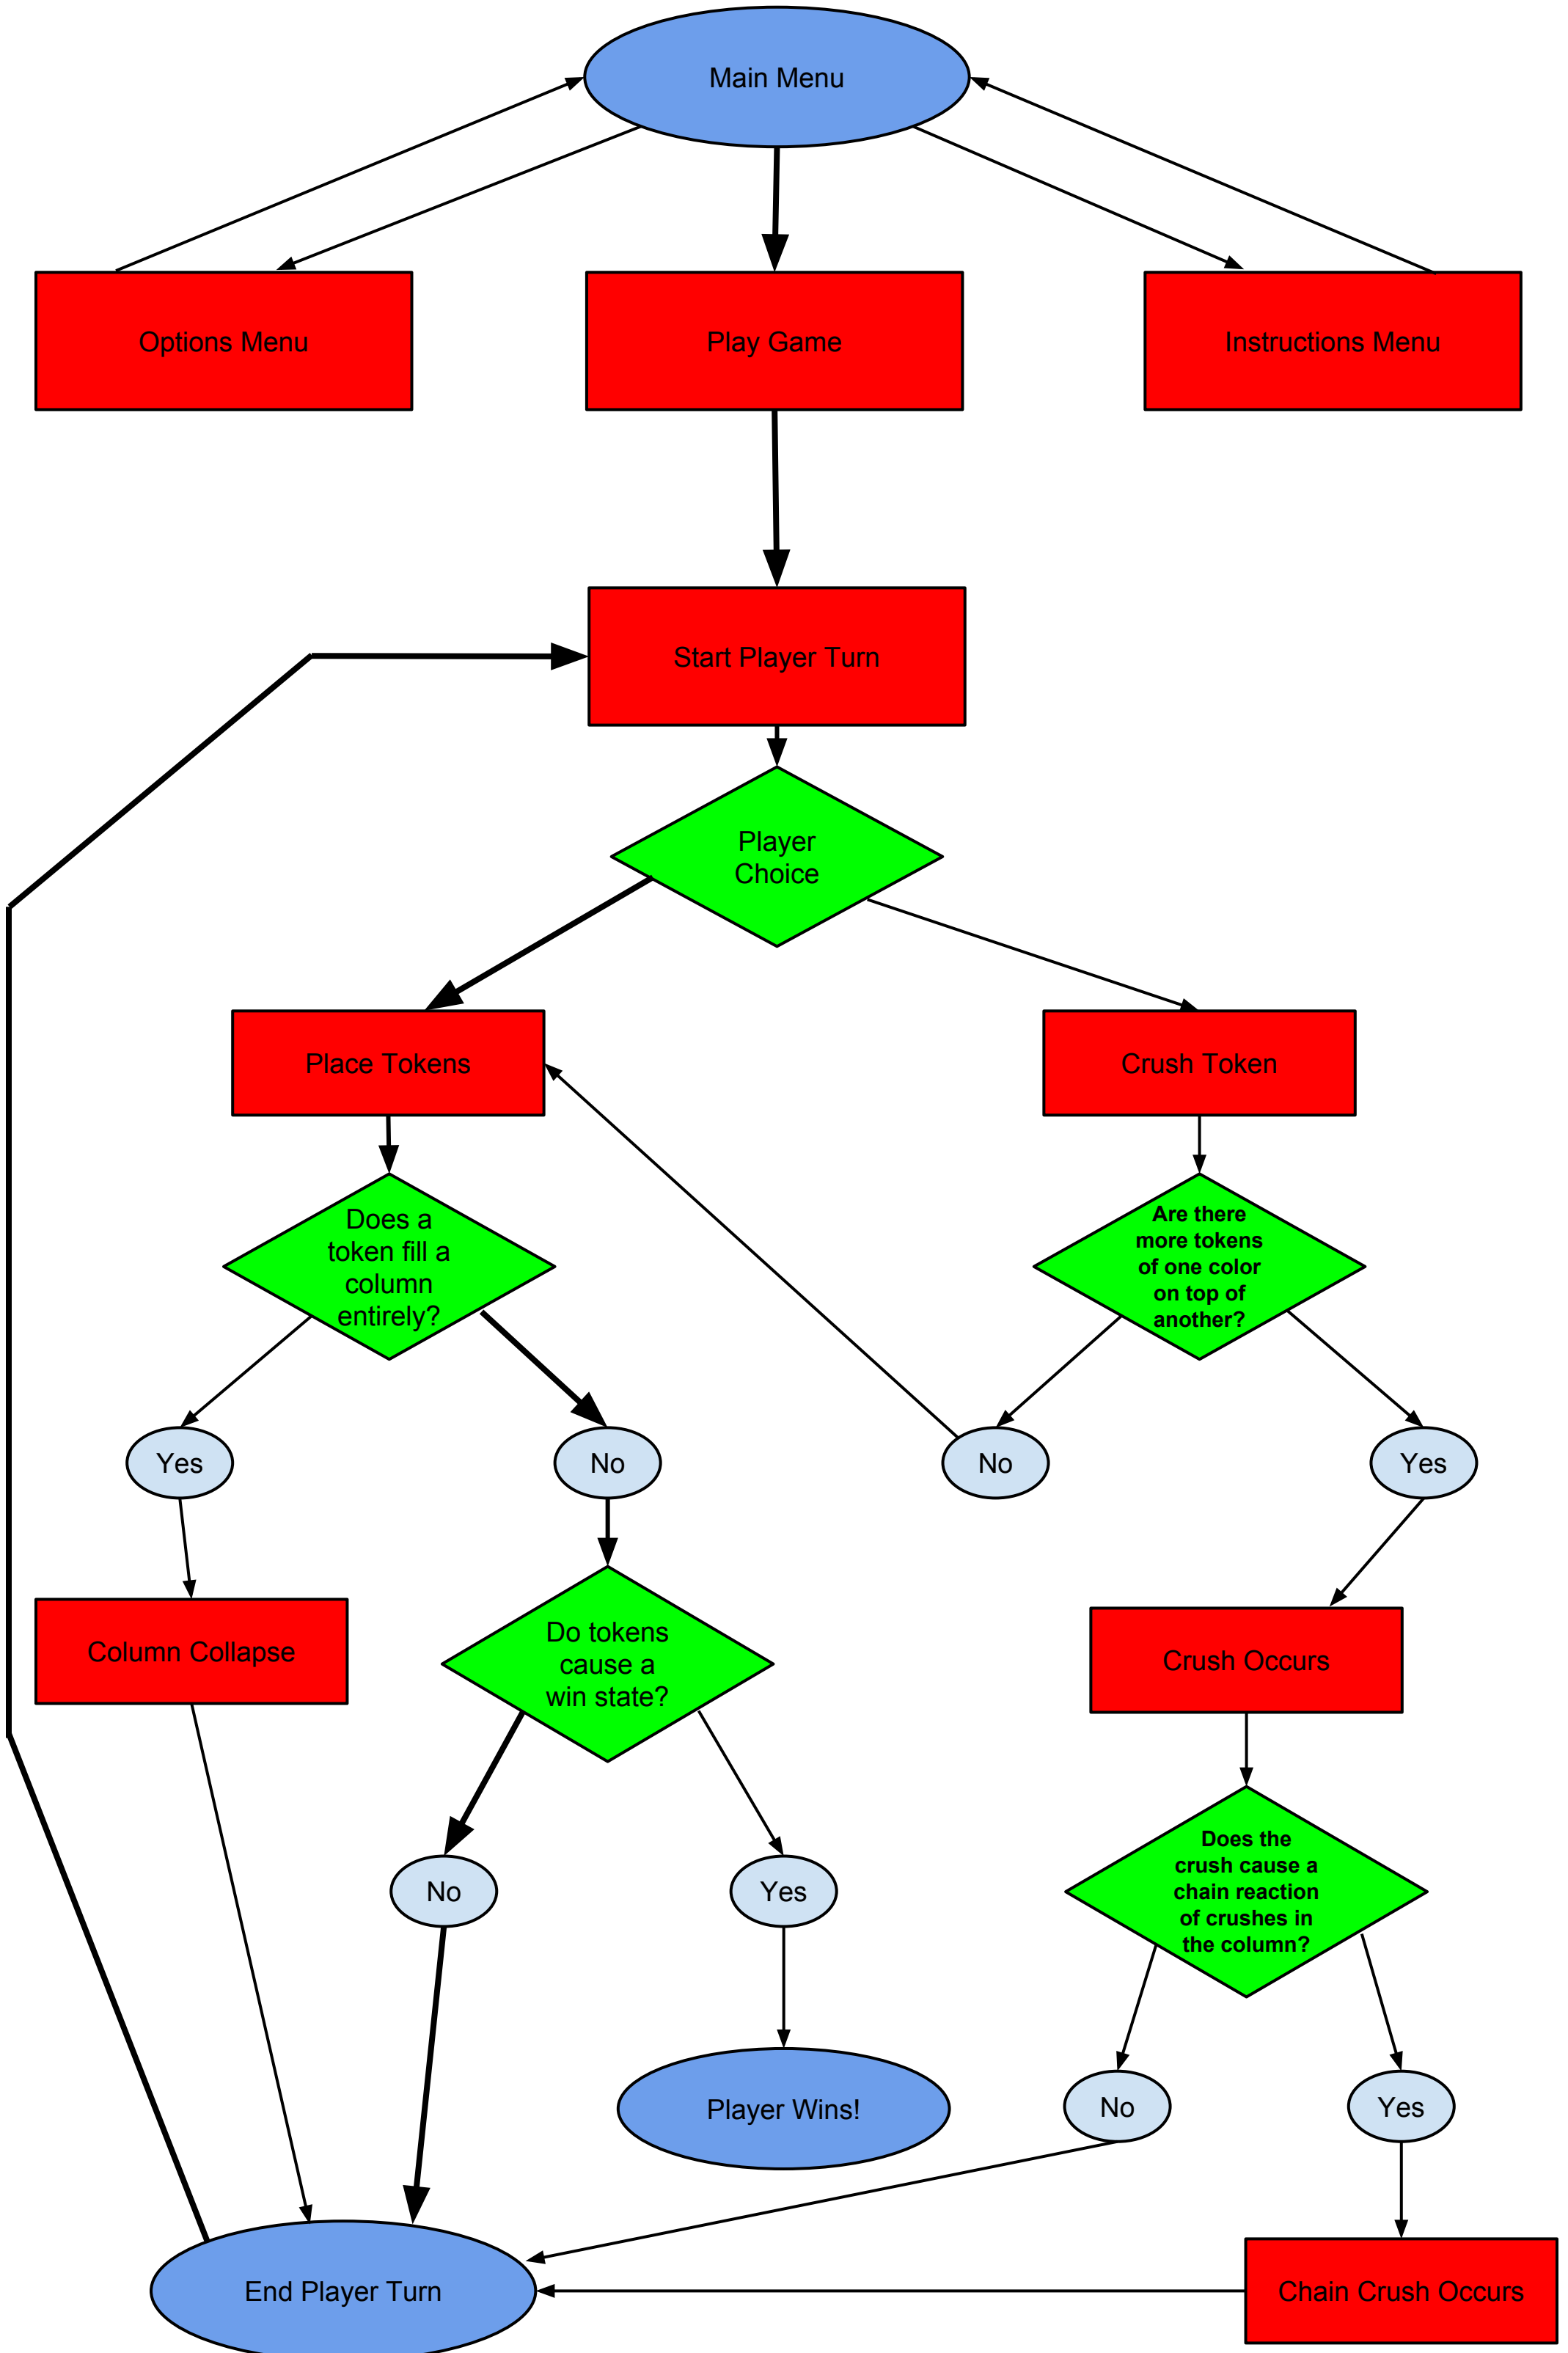 Main Menu
Options Menu
Play Game
Instructions Menu
Start Player Turn
Player
Choice
Place Tokens
Crush Token
Does a
token fill a
column
entirely?
Are there
more tokens
of one color
on top of
another?
Yes
No
No
Yes
Column Collapse
Do tokens
cause a
win state?
Crush Occurs
No
Yes
Does the
crush cause a
chain reaction
of crushes in
the column?
Player Wins!
No
Yes
End Player Turn
Chain Crush Occurs